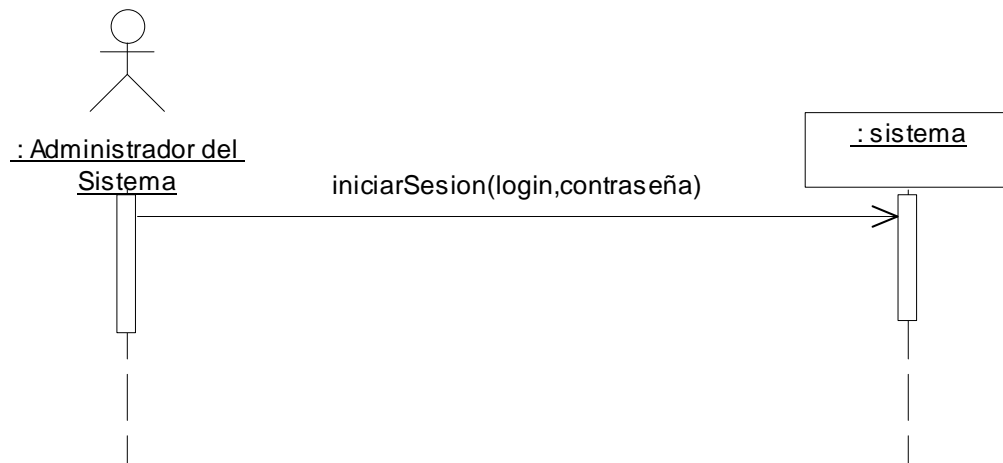 : Administrador del
Sistema
: sistema
iniciarSesion(login,contraseña)